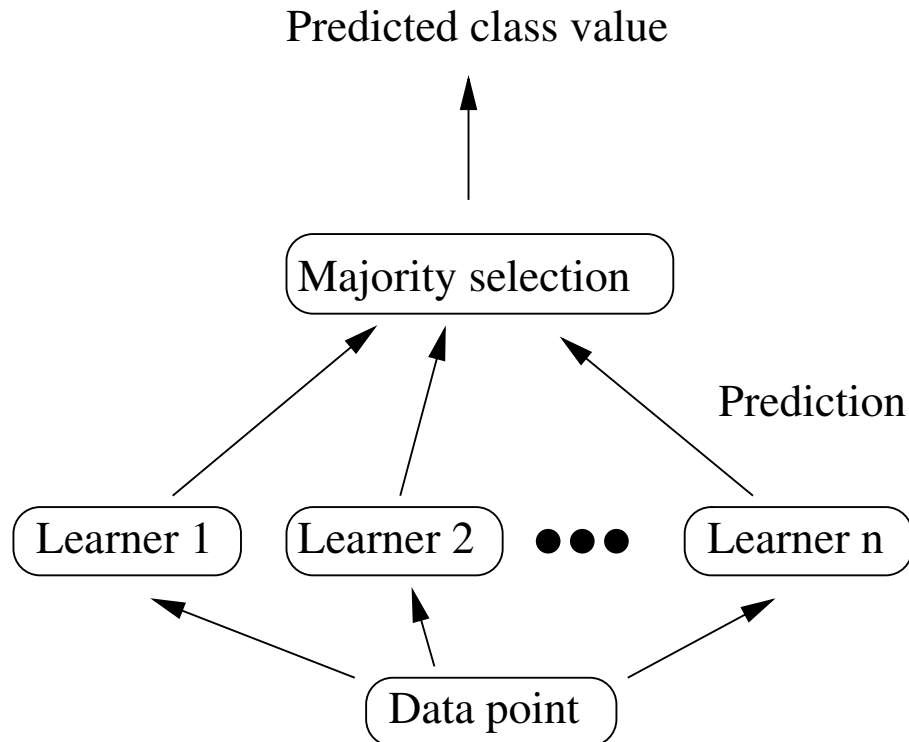 Predicted class value
Majority selection
Prediction
Learner 1
Learner 2
Learner n
Data point